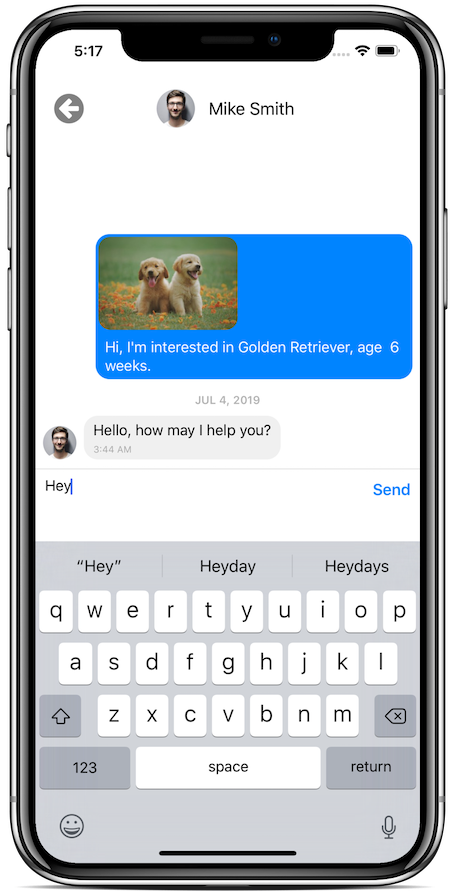 5:17
Mike Smith
Hi, I'm interested in Golden Retriever, age  6
weeks.
JUL 4, 2019
Hello, how may I help you?
3:44 AM
Hey
Send
“Hey” Heyday Heydays
q w e r t y u i o p
a s d f g h j k l
z x c v b n m
123 space return